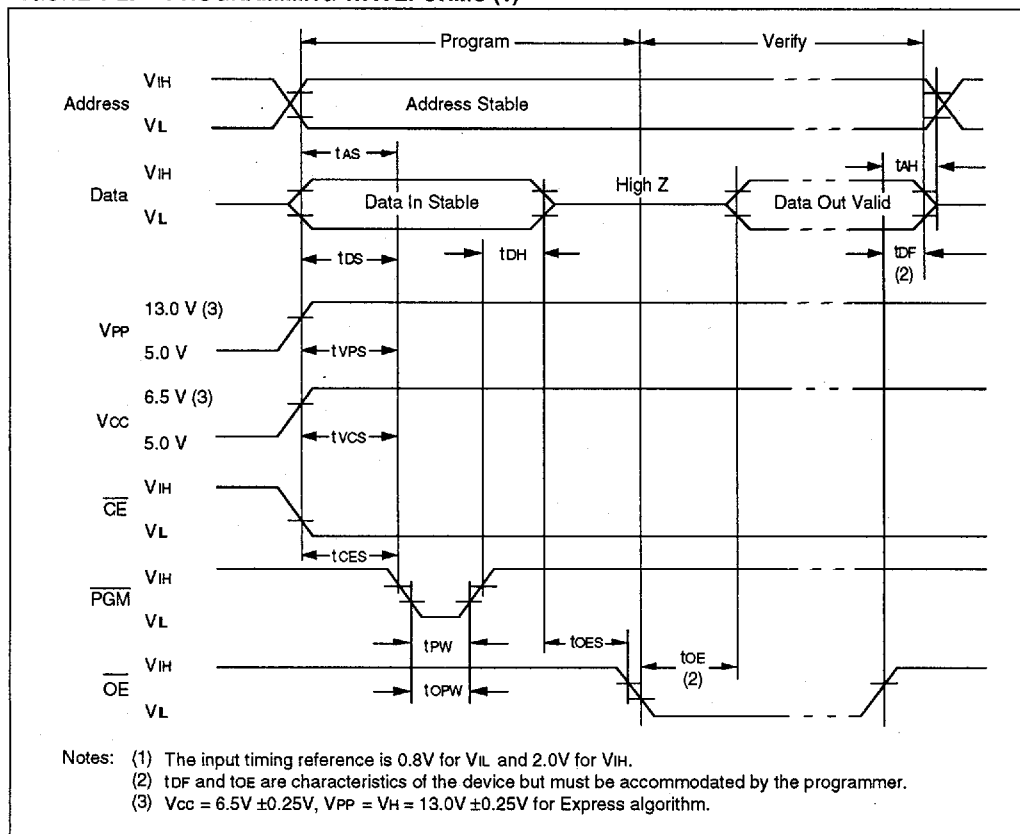 Program Verify
VIH
Address Address Stable
VL
tAS tAH
VIH
Data Data In Stable High Z Data Out Valid
VL
tDS tDH tDF
(2)
13.0 V (3)
VPP
tVPS
5.0 V
6.5 V (3)
VCC
tVCS
5.0 V
VIH
CE
VL
tCES
VIH
PGM
VL
tPW tOES tOE
(2)
VIH
OE tOPW
VL
Notes: (1) The input timing reference is 0.8V for VIL and 2.0V for VIH.
(2) tDF and tOE are characteristics of the device but must be accommodated by the programmer.
(3) Vcc = 6.5V ±0.25V, VPP = VH = 13.0V ±0.25V for Express algorithm.